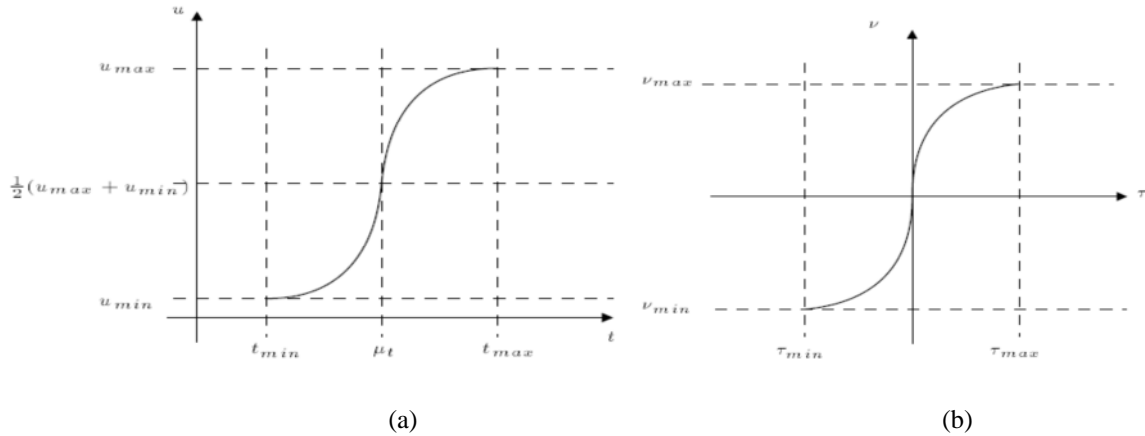 u
u_max
½(u_max + u_min)
u_min
t_min
μ_t
t_max
t
(a)
ν
ν_max
τ
ν_min
τ_min
τ_max
(b)